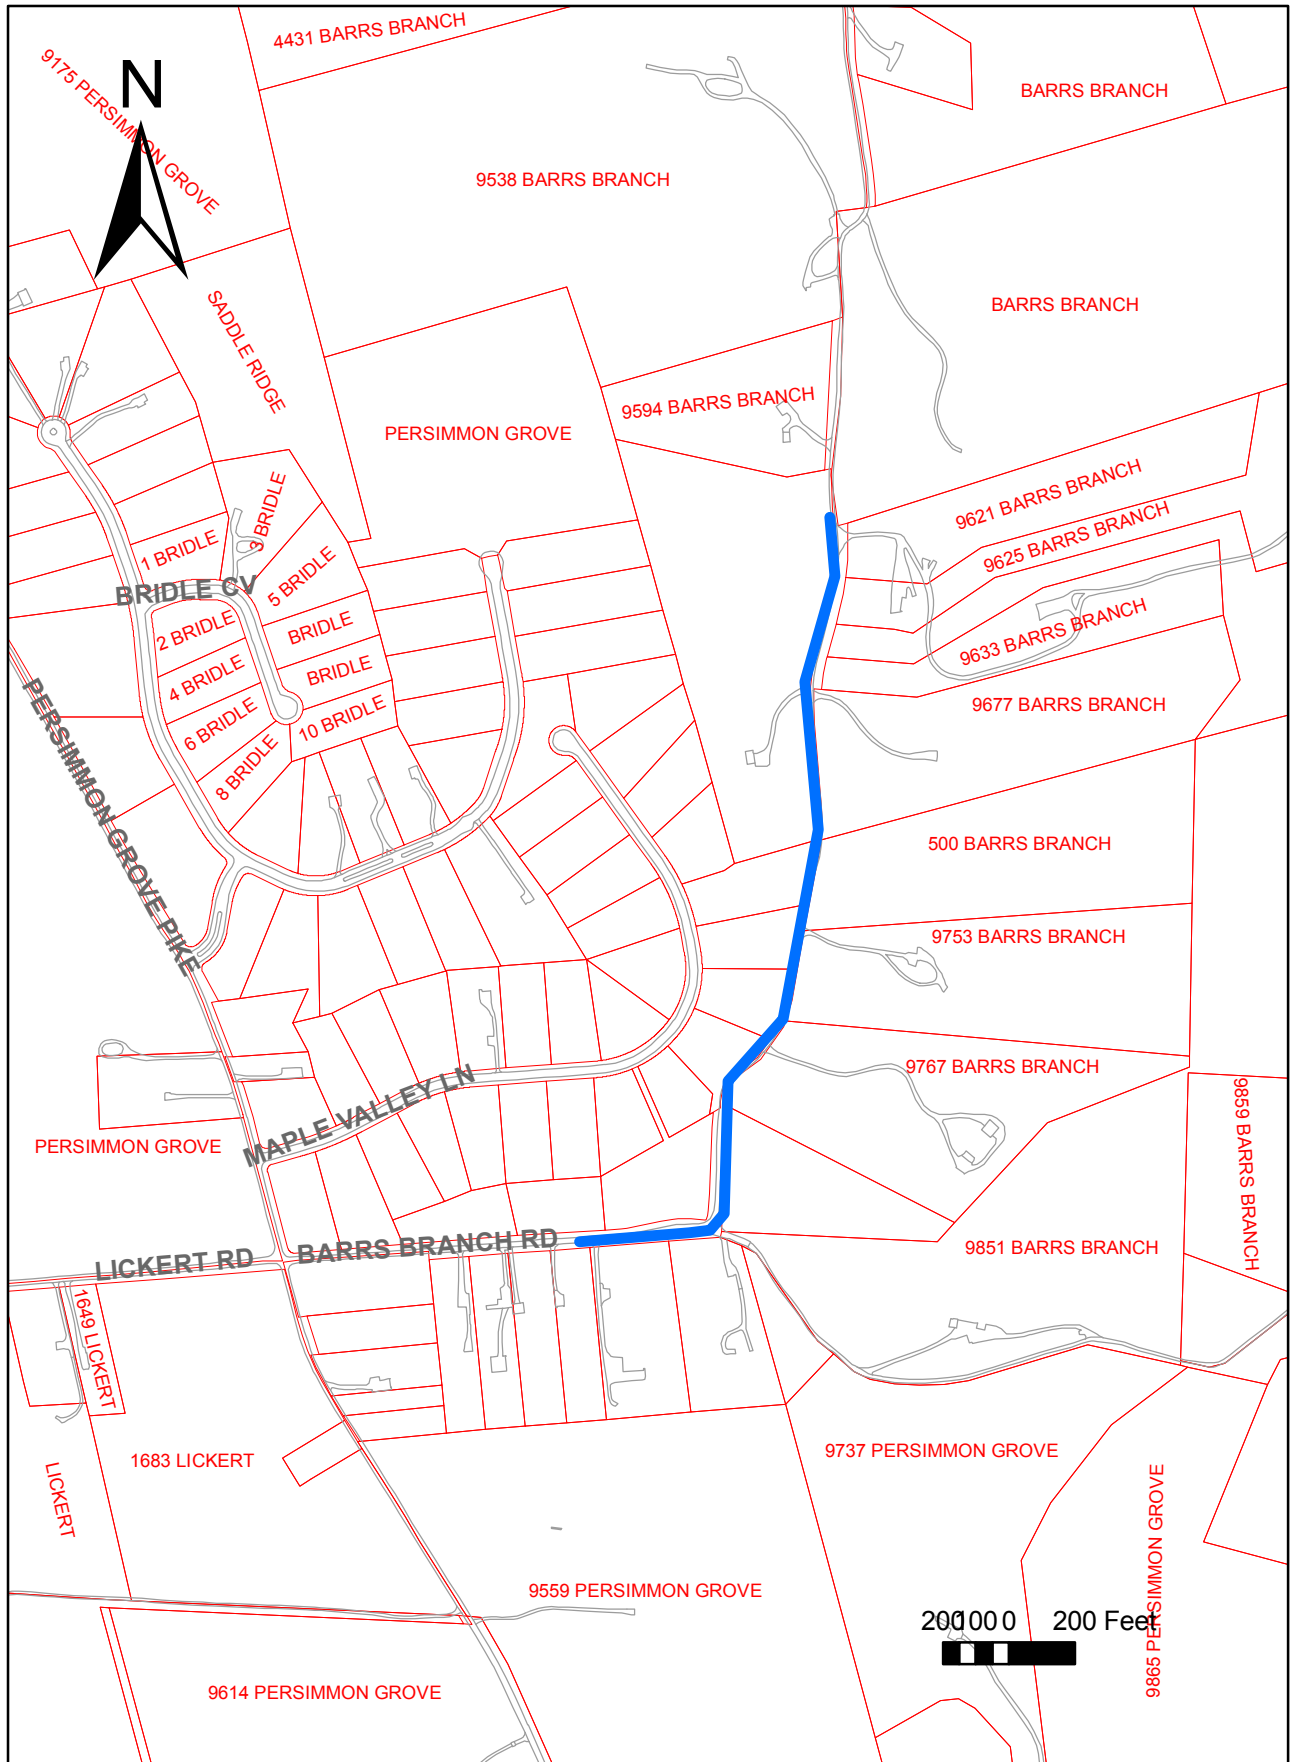 4431 BARRS BRANCH
9175 PERSIMMON GROVE
N
BARRS BRANCH
9538 BARRS BRANCH
BARRS BRANCH
SADDLE RIDGE
9594 BARRS BRANCH
PERSIMMON GROVE
9621 BARRS BRANCH
3 BRIDLE
1 BRIDLE
9625 BARRS BRANCH
BRIDLE CV
5 BRIDLE
2 BRIDLE
BRIDLE
9633 BARRS BRANCH
4 BRIDLE
BRIDLE
6 BRIDLE
10 BRIDLE
9677 BARRS BRANCH
8 BRIDLE
PERSIMMON GROVE PIKE
500 BARRS BRANCH
9753 BARRS BRANCH
9767 BARRS BRANCH
MAPLE VALLEY LN
PERSIMMON GROVE
9859 BARRS BRANCH
LICKERT RD
BARRS BRANCH RD
9851 BARRS BRANCH
1649 LICKERT
1683 LICKERT
9737 PERSIMMON GROVE
LICKERT
9865 PERSIMMON GROVE
9559 PERSIMMON GROVE
200 100 0 200 Feet
9614 PERSIMMON GROVE